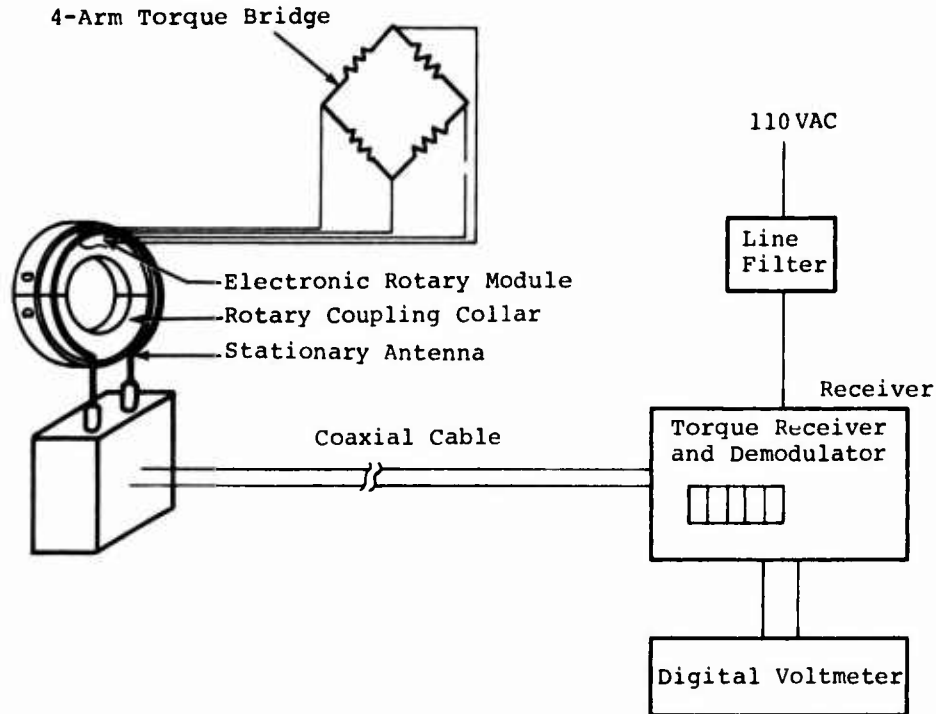 4-Arm Torque Bridge
110 VAC
Line
Filter
Electronic Rotary Module
Rotary Coupling Collar
Stationary Antenna
Receiver
Coaxial Cable
Torque Receiver
and Demodulator
Digital Voltmeter